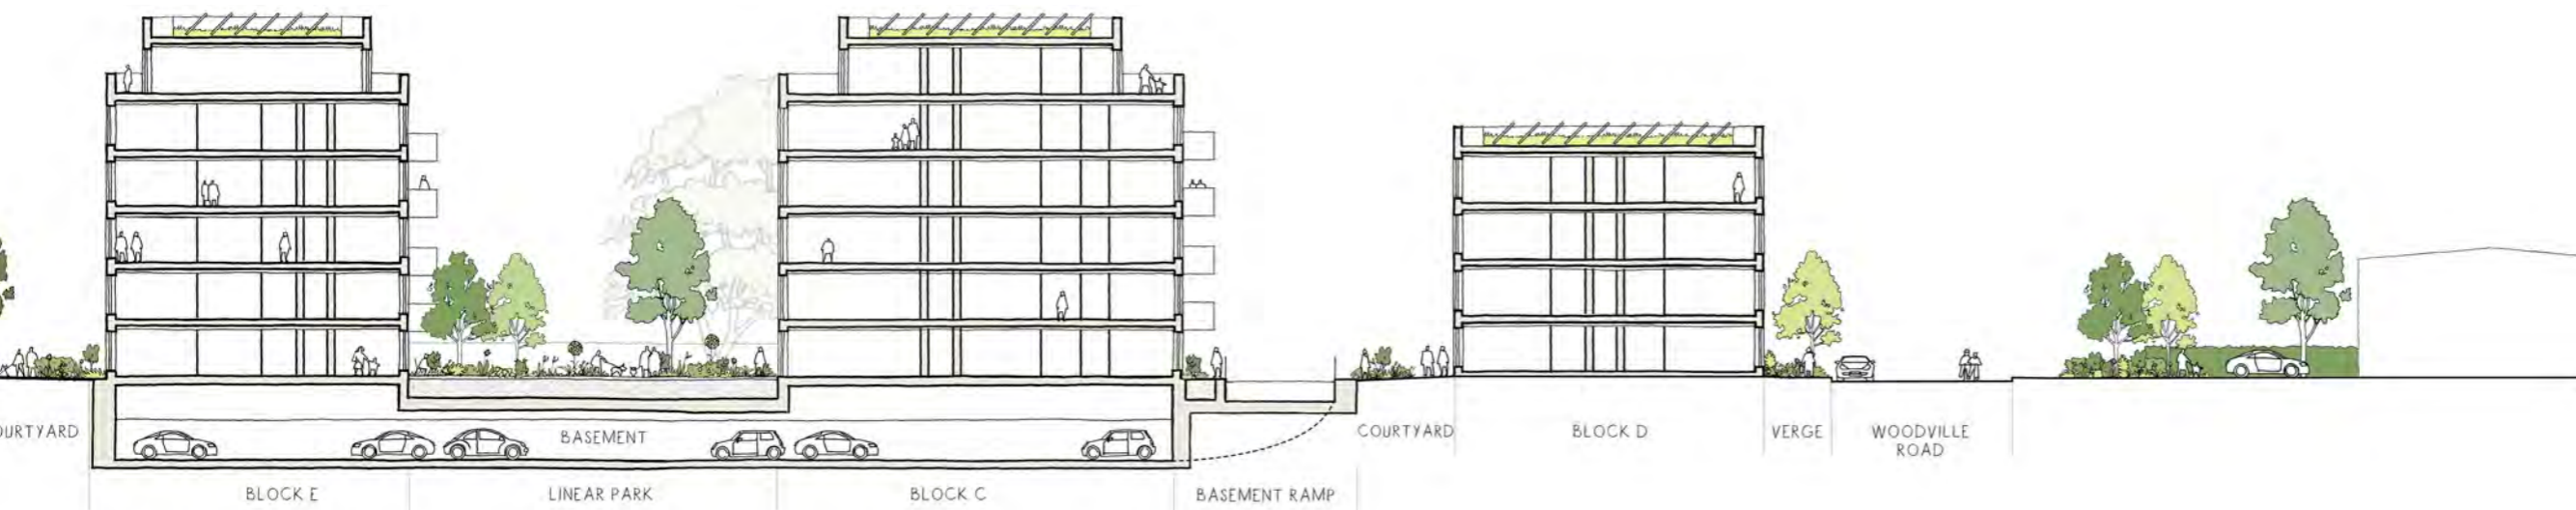 OURTYARD
BASEMENT
COURTYARD
BLOCK D
VERGE
WOODVILLE
ROAD
BLOCK E
LINEAR PARK
BLOCK C
BASEMENT RAMP